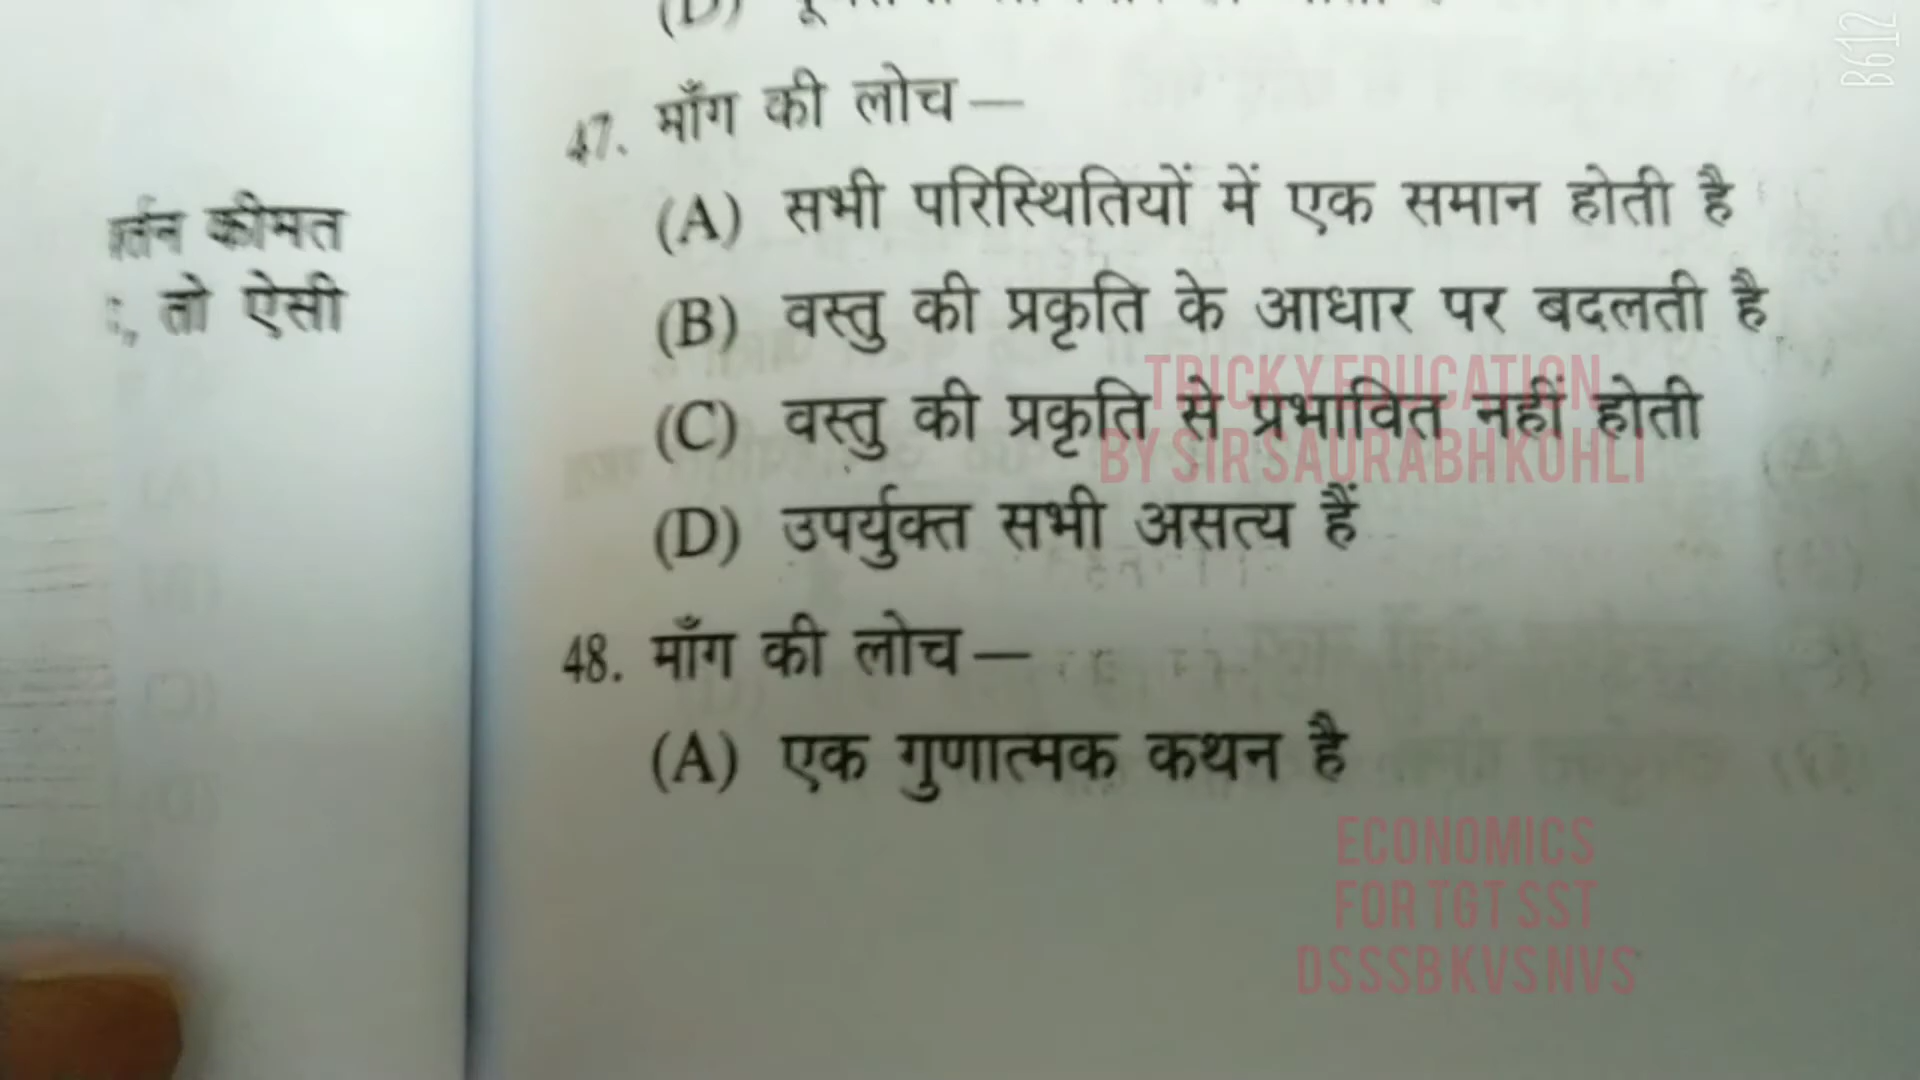 कीमत
तो ऐसी
47. माँग की लोच—
(A) सभी परिस्थितियों में एक समान होती है
(B) वस्तु की प्रकृति के आधार पर बदलती है
(C) वस्तु की प्रकृति से प्रभावित नहीं होती
(D) उपर्युक्त सभी असत्य हैं
48. माँग की लोच—
(A) एक गुणात्मक कथन है
TRICKY EDUCATION
BY SIR SAURABH KOHLI
ECONOMICS
FOR TGT SST
DSSSB KVS NVS
B612